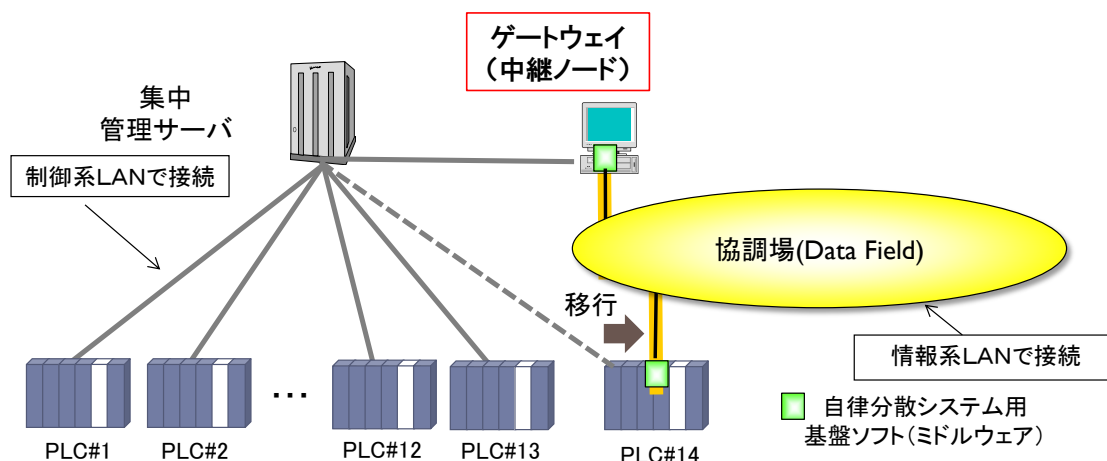 ゲートウェイ
(中継ノード)
集中
管理サーバ
制御系LANで接続
協調場(Data Field)
移行
情報系LANで接続
自律分散システム用
基盤ソフト(ミドルウェア)
PLC#1
PLC#2
・・・
PLC#12
PLC#13
PLC#14